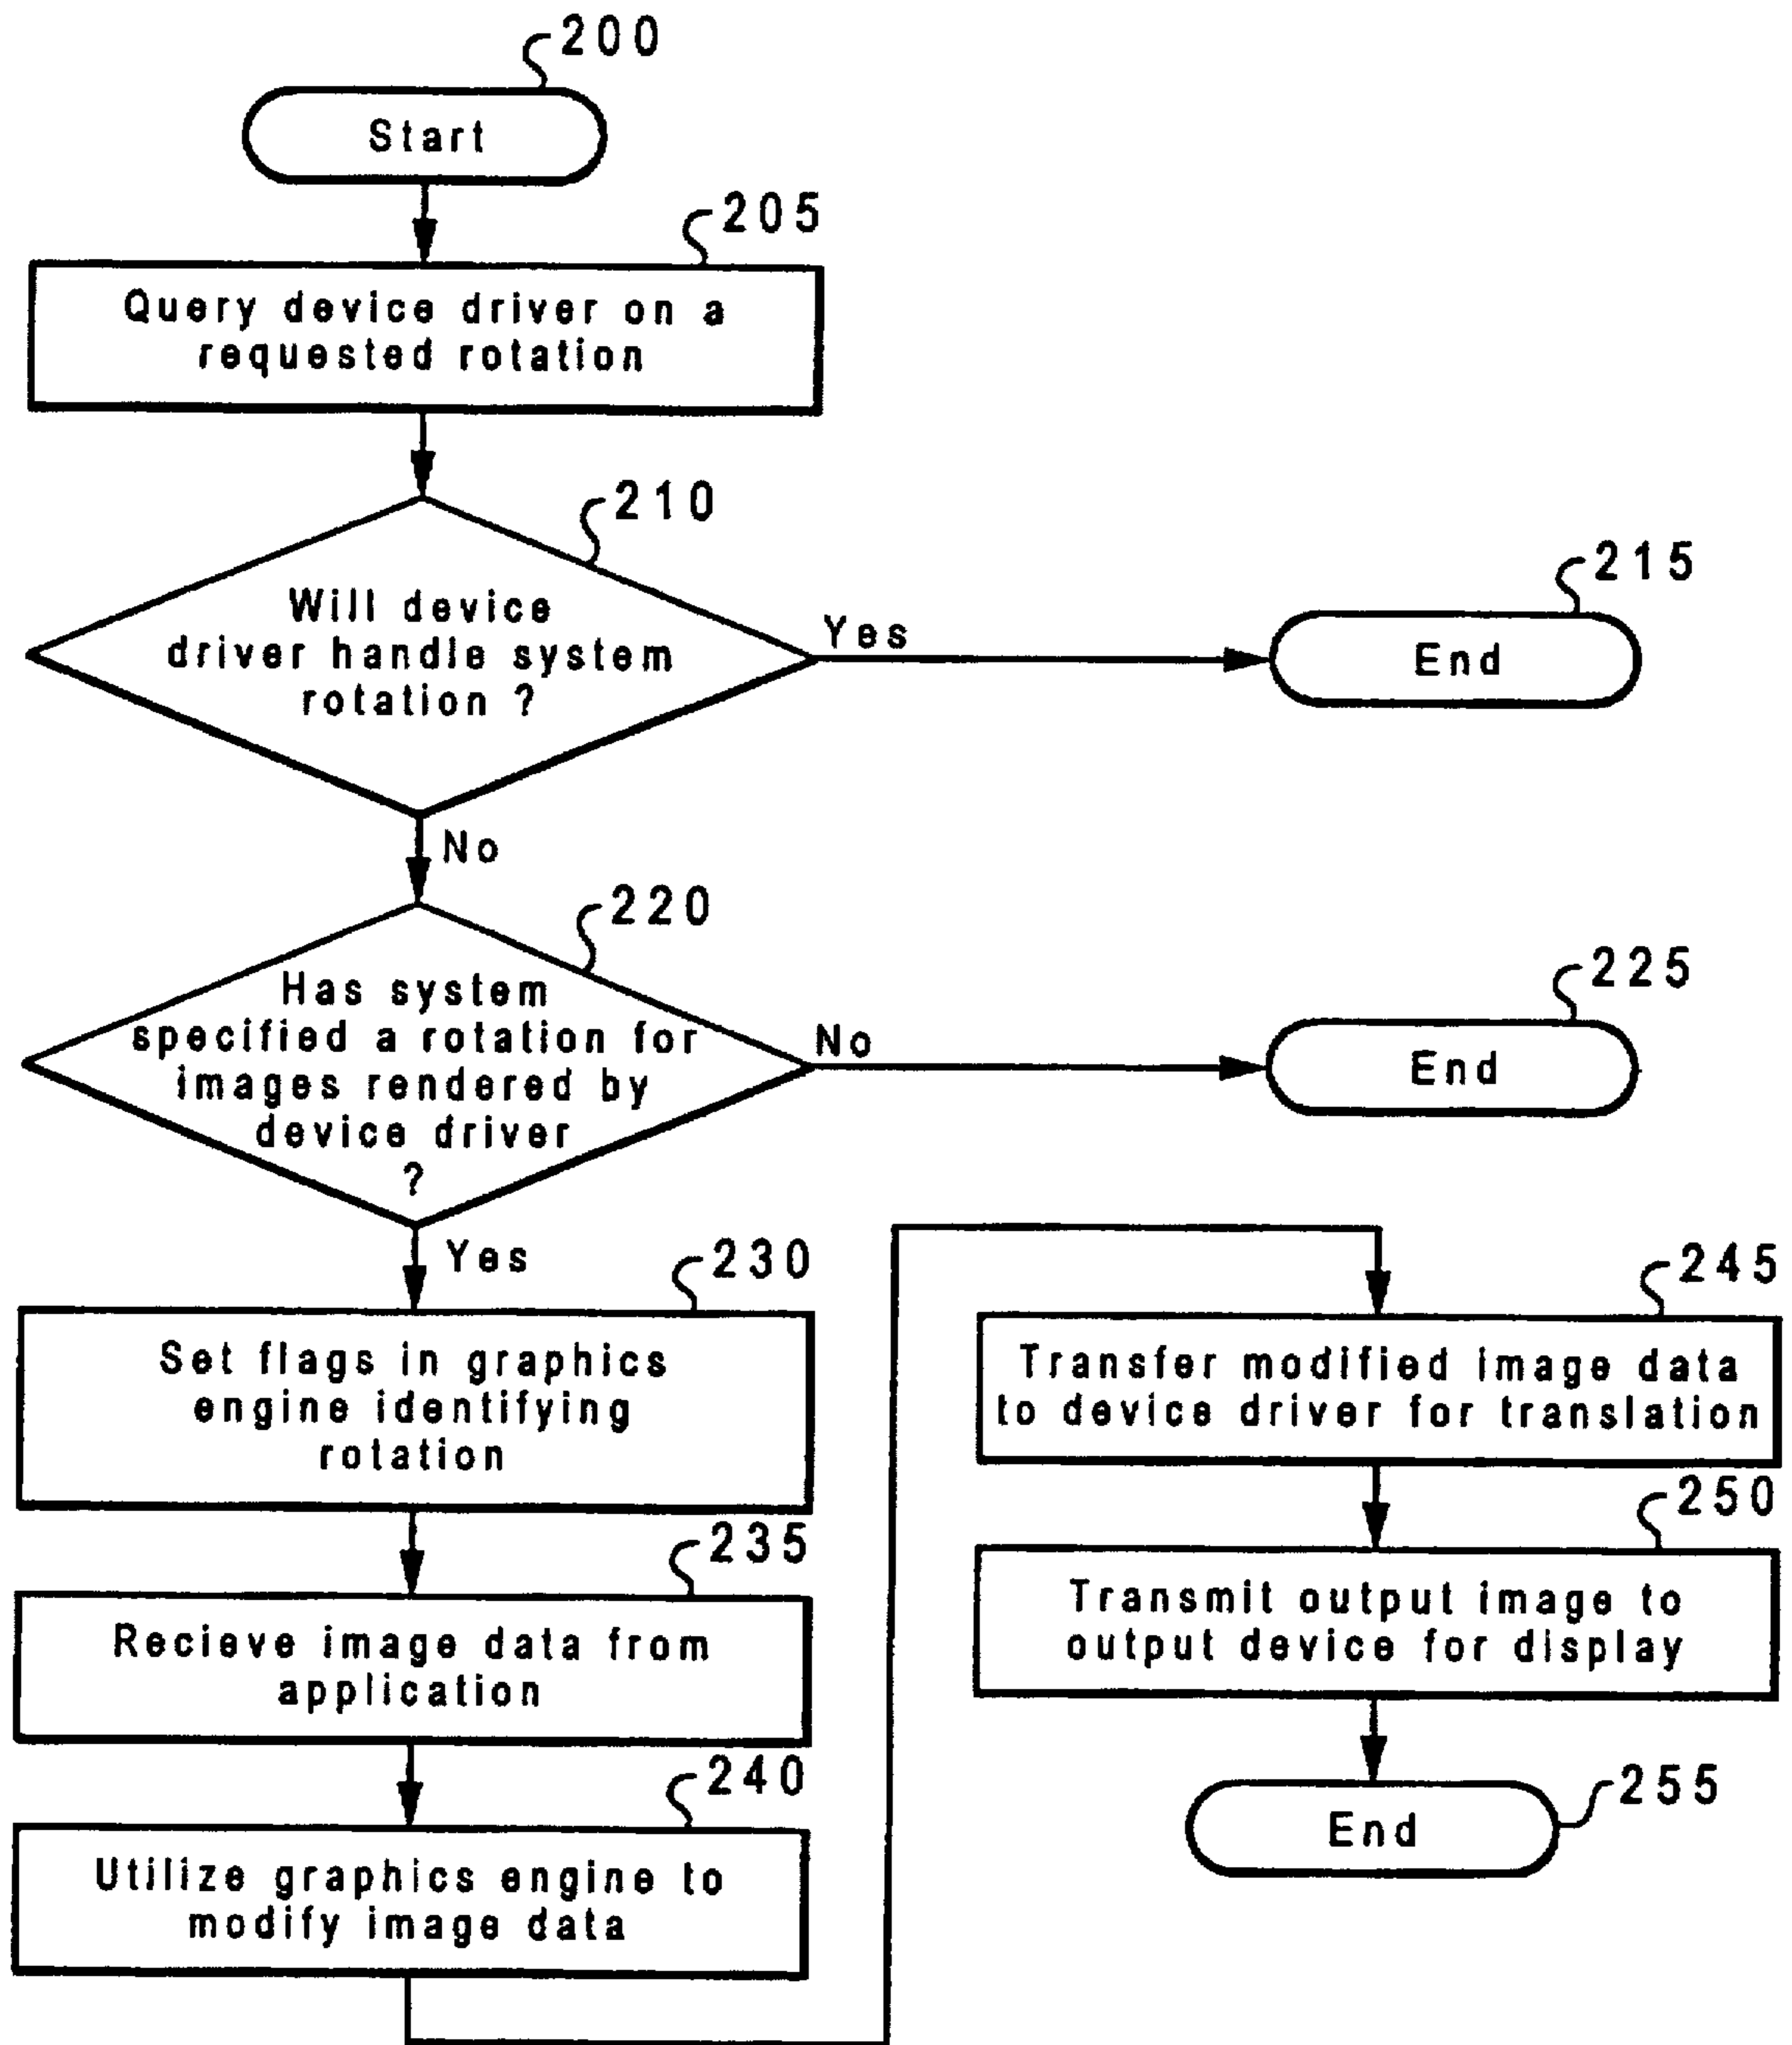 200
Start
205
Query device driver on a
requested rotation
210
Will device
driver handle system
rotation ?
Yes
215
End
No
220
Has system
specified a rotation for
images rendered by
device driver
?
No
225
End
Yes
230
Set flags in graphics
engine identifying
rotation
235
Recieve image data from
application
240
Utilize graphics engine to
modify image data
245
Transfer modified image data
to device driver for translation
250
Transmit output image to
output device for display
255
End